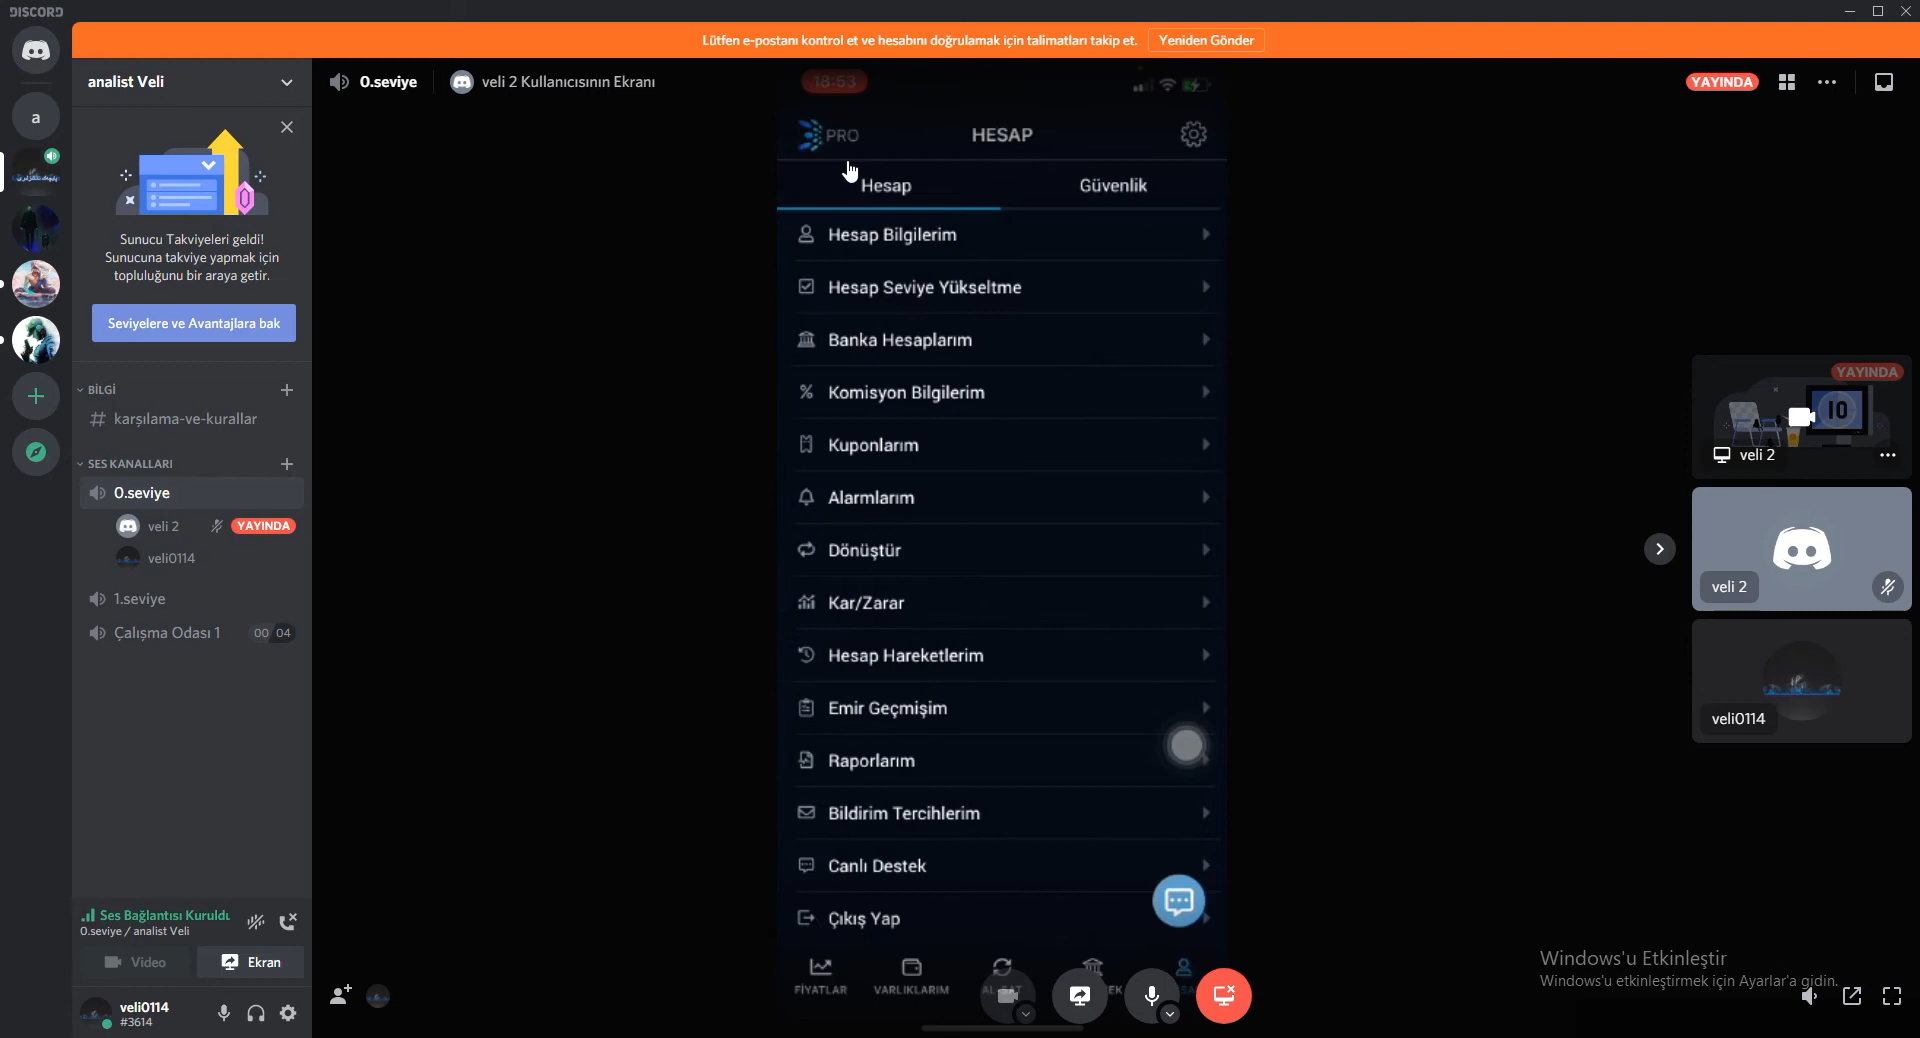 DISCORD
Lütfen e-postanı kontrol et ve hesabını doğrulamak için talimatları takip et. Yeniden Gönder
analist Veli
a
Sunucu Takviyeleri geldi!
Sunucuna takviye yapmak için
topluluğunu bir araya getir.
Seviyelere ve Avantajlara bak
BİLGİ
karşılama-ve-kurallar
SES KANALLARI
0.seviye
veli 2 YAYINDA
veli0114
1.seviye
Çalışma Odası 1 00 04
Ses Bağlantısı Kuruldu
0.seviye / analist Veli
Video Ekran
veli0114
#3614
0.seviye veli 2 Kullanıcısının Ekranı
YAYINDA
18:53
PRO HESAP
Hesap Güvenlik
Hesap Bilgilerim
Hesap Seviye Yükseltme
Banka Hesaplarım
Komisyon Bilgilerim
Kuponlarım
Alarmlarım
Dönüştür
Kar/Zarar
Hesap Hareketlerim
Emir Geçmişim
Raporlarım
Bildirim Tercihlerim
Canlı Destek
Çıkış Yap
FİYATLAR VARLIKLARIM
YAYINDA
10
veli 2
veli 2
veli0114
Windows'u Etkinleştir
Windows'u etkinleştirmek için Ayarlar'a gidin.